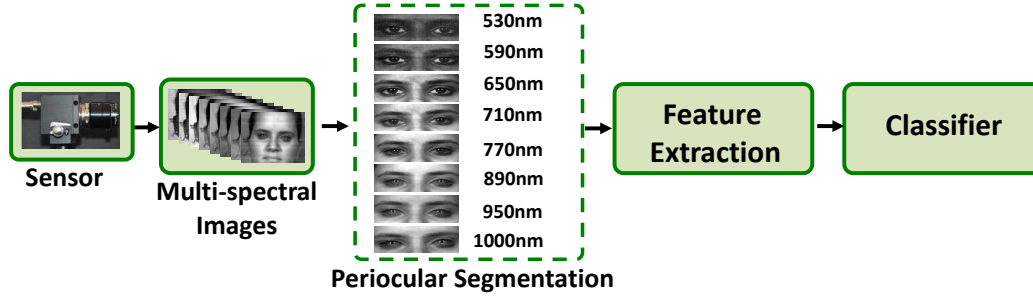 Sensor
Multi-spectral
Images
530nm
590nm
650nm
710nm
770nm
890nm
950nm
1000nm
Periocular Segmentation
Feature
Extraction
Classifier